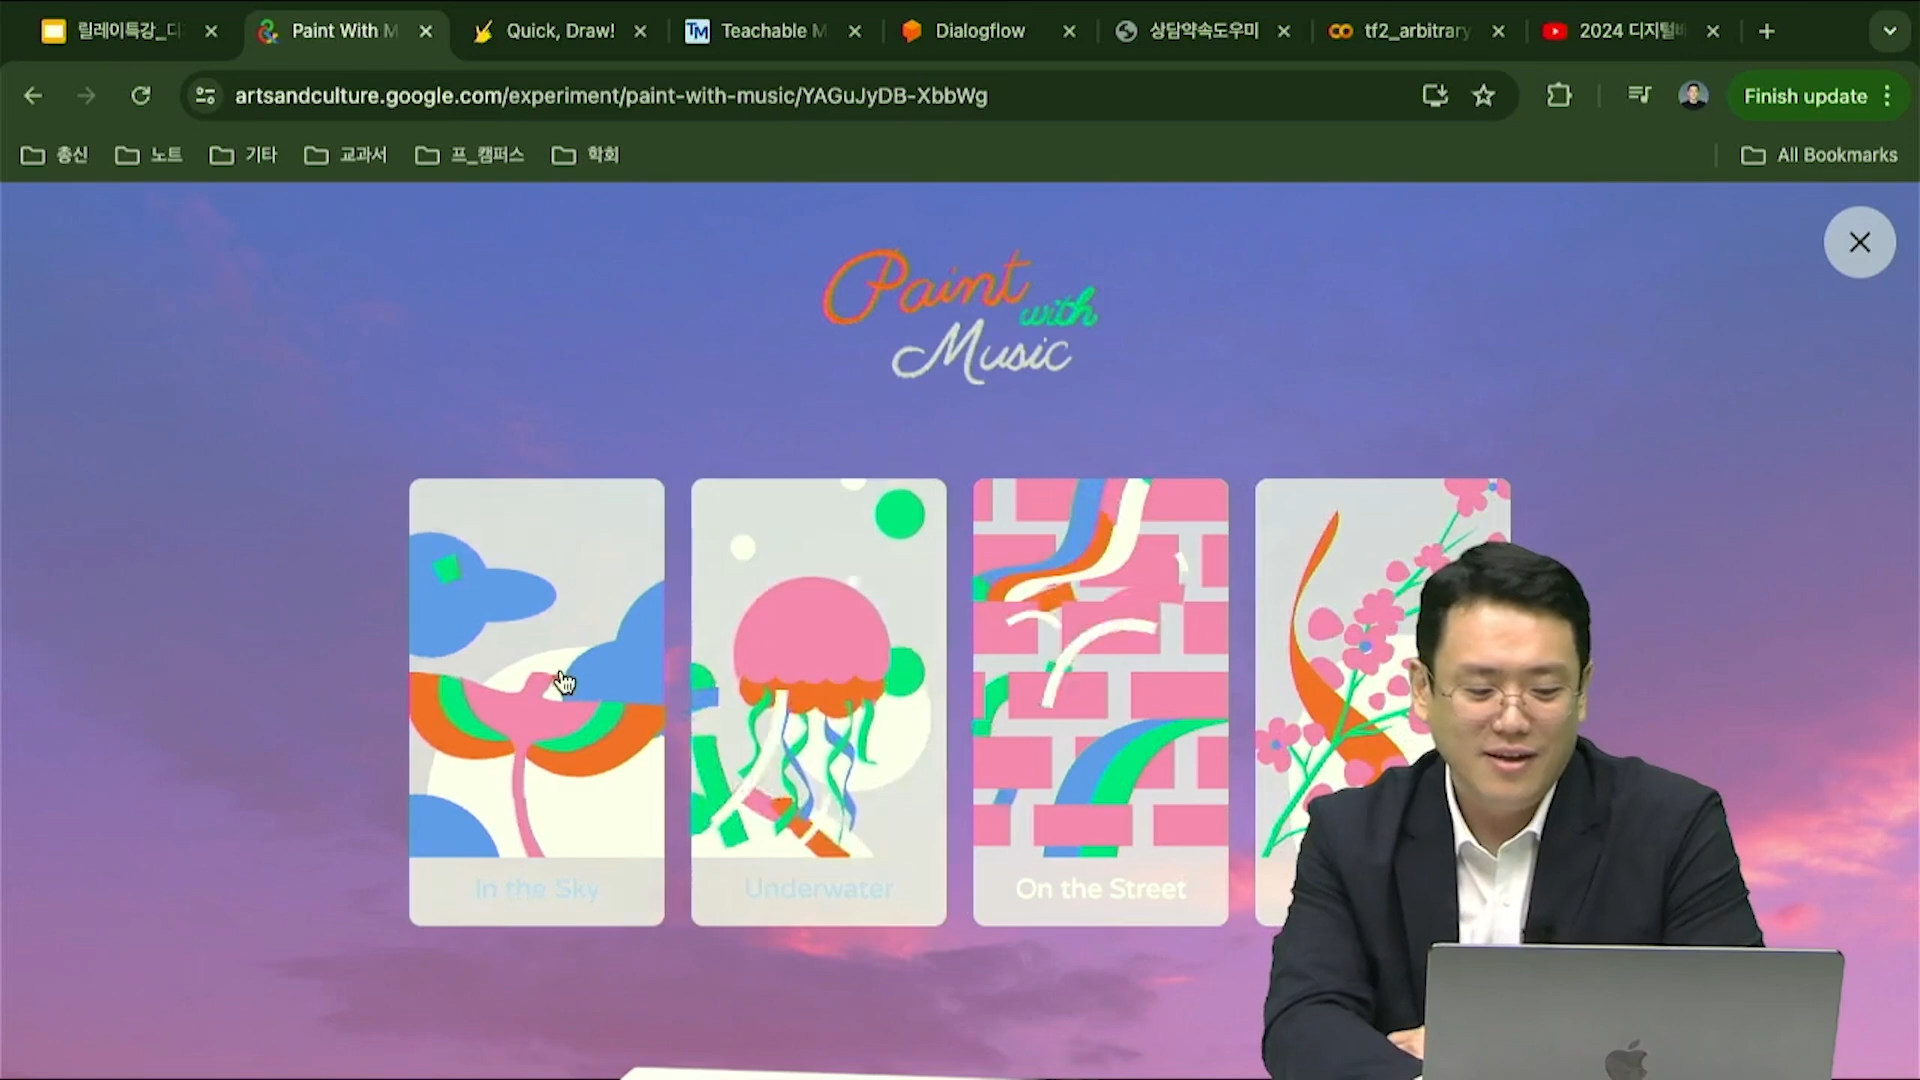 릴레이특강_디
Paint With M
Quick, Draw!
Teachable M
Dialogflow
상담약속도우미
tf2_arbitrary
2024 디지털
artsandculture.google.com/experiment/paint-with-music/YAGuJyDB-XbbWg
Finish update
총신
노트
기타
교과서
프_캠퍼스
학회
All Bookmarks
Paint with
Music
In the Sky
Underwater
On the Street